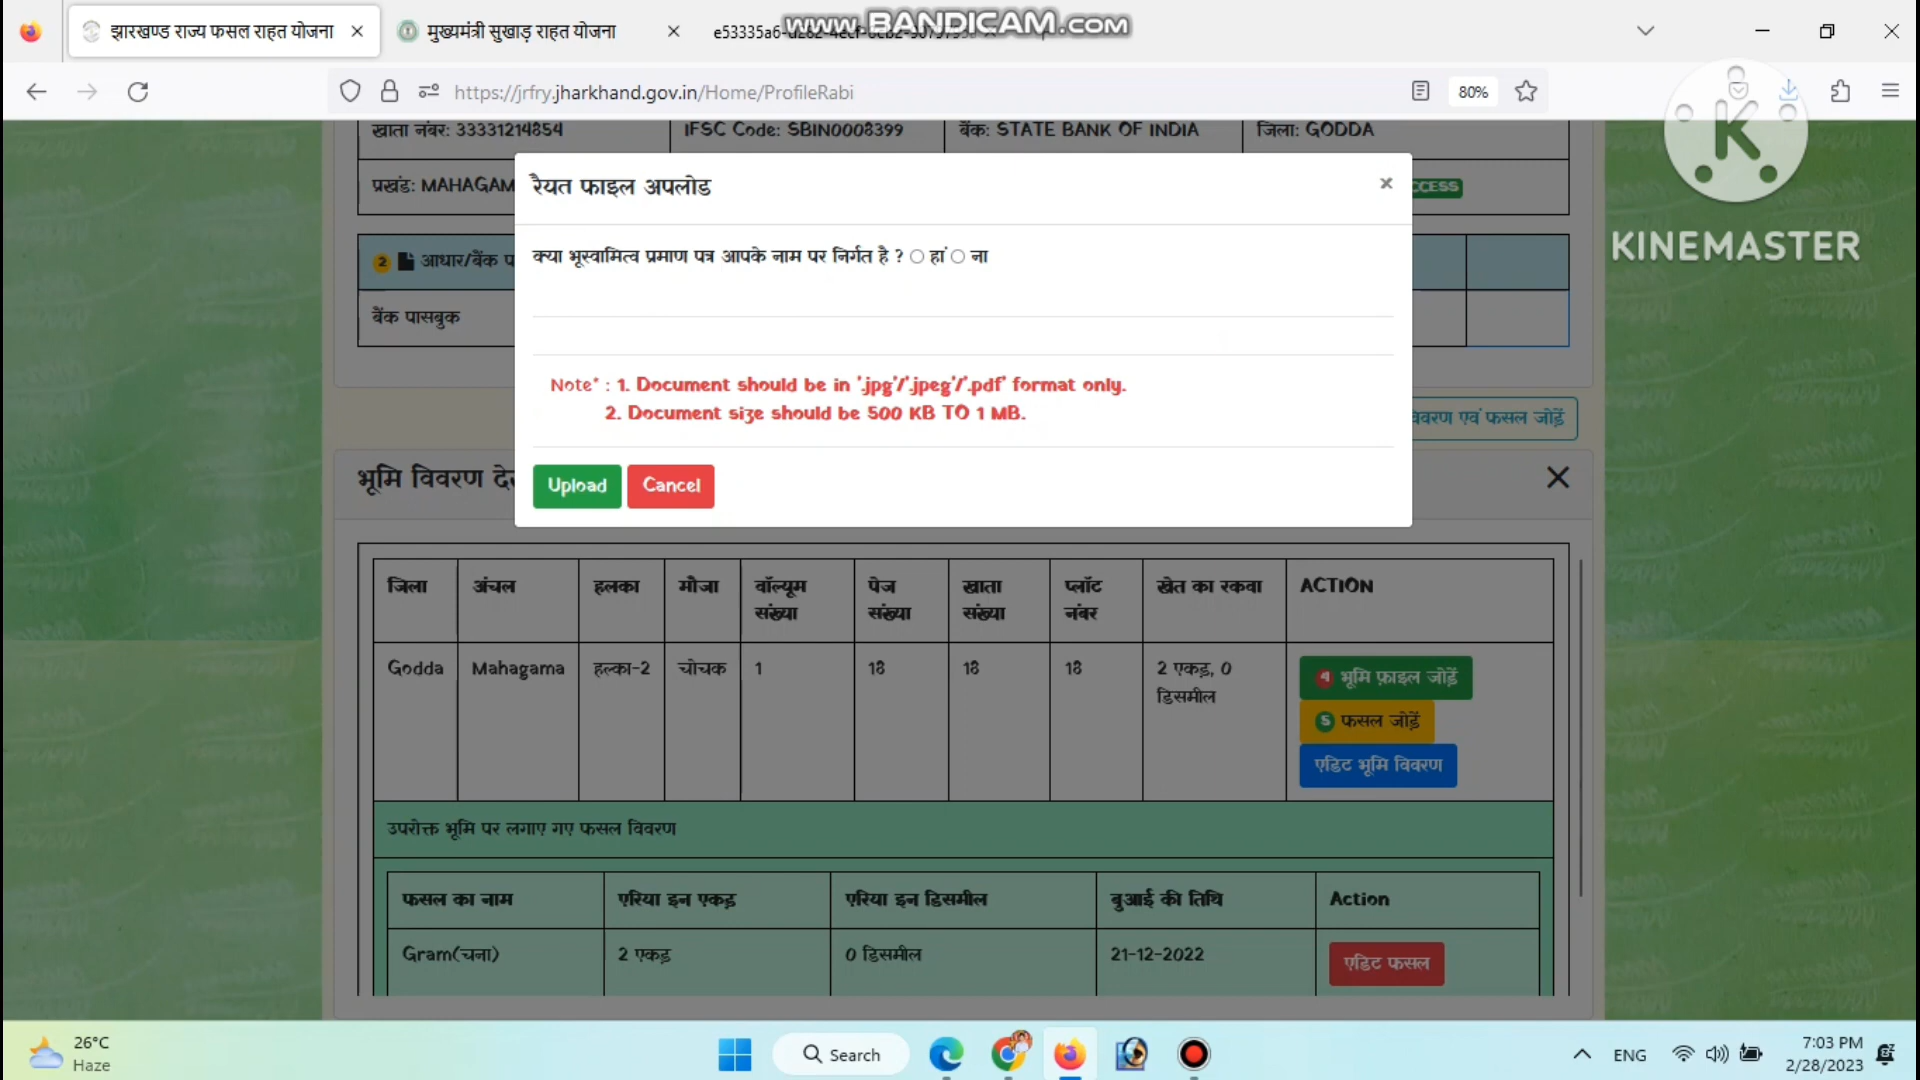 www.BANDICAM.com
झारखण्ड राज्य फसल राहत योजना
मुख्यमंत्री सुखाड़ राहत योजना
https://jrfry.jharkhand.gov.in/Home/ProfileRabi
80%
KINEMASTER
खाता नंबर: 33331214854
IFSC Code: SBIN0008399
बैंक: STATE BANK OF INDIA
जिला: GODDA
प्रखंड: MAHAGAM
CCESS
रैयत फाइल अपलोड
×
2 आधार/बैंक प
क्या भूस्वामित्व प्रमाण पत्र आपके नाम पर निर्गत है ? हां ना
बैंक पासबुक
Note* : 1. Document should be in '.jpg'/'.jpeg'/'.pdf' format only.
2. Document size should be 500 KB TO 1 MB.
विवरण एवं फसल जोड़ें
Upload Cancel
भूमि विवरण दे
जिला
अंचल
हलका
मौजा
वॉल्यूम संख्या
पेज संख्या
खाता संख्या
प्लॉट नंबर
खेत का रकवा
ACTION
Godda
Mahagama
हल्का-2
चोचक
1
18
18
18
2 एकड़, 0 डिसमील
4 भूमि फ़ाइल जोड़ें
5 फसल जोड़ें
एडिट भूमि विवरण
उपरोक्त भूमि पर लगाए गए फसल विवरण
फसल का नाम
एरिया इन एकड़
एरिया इन डिसमील
बुआई की तिथि
Action
Gram(चना)
2 एकड़
0 डिसमील
21-12-2022
एडिट फसल
26°C
Haze
Search
ENG
7:03 PM
2/28/2023